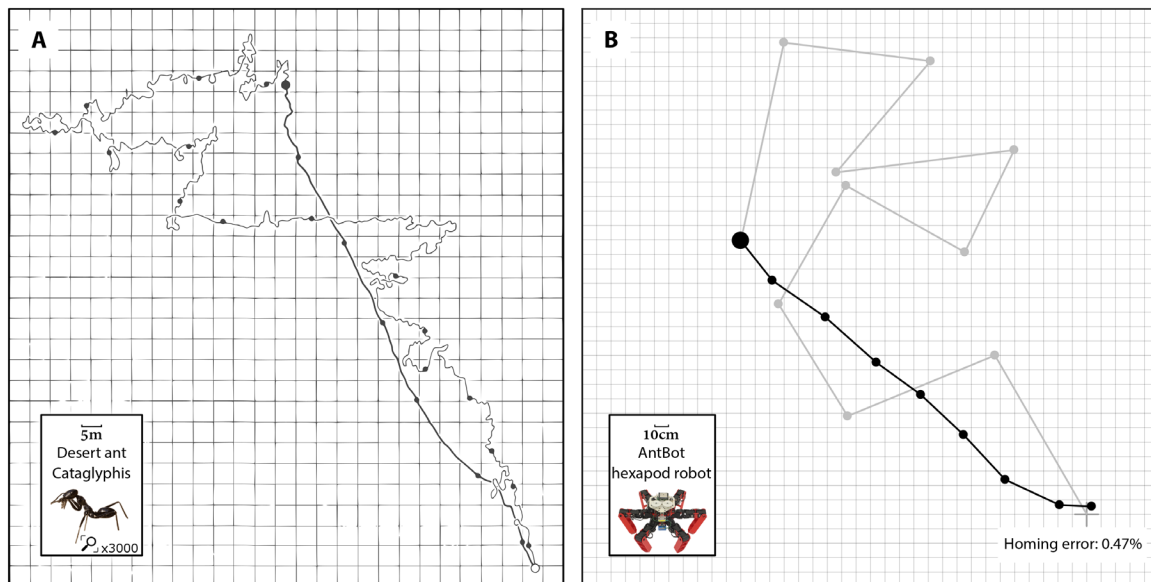 A
5m
Desert ant
Cataglyphis
x3000
B
10cm
AntBot
hexapod robot
Homing error: 0.47%